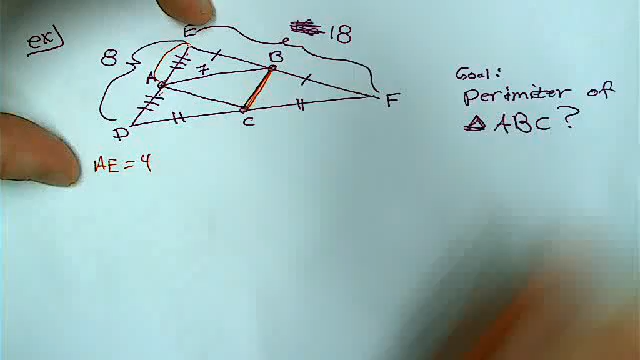 ex)
E
18
8
B
A
7
F
D
C
AE = 4
Goal:
Perimeter of
△ ABC?